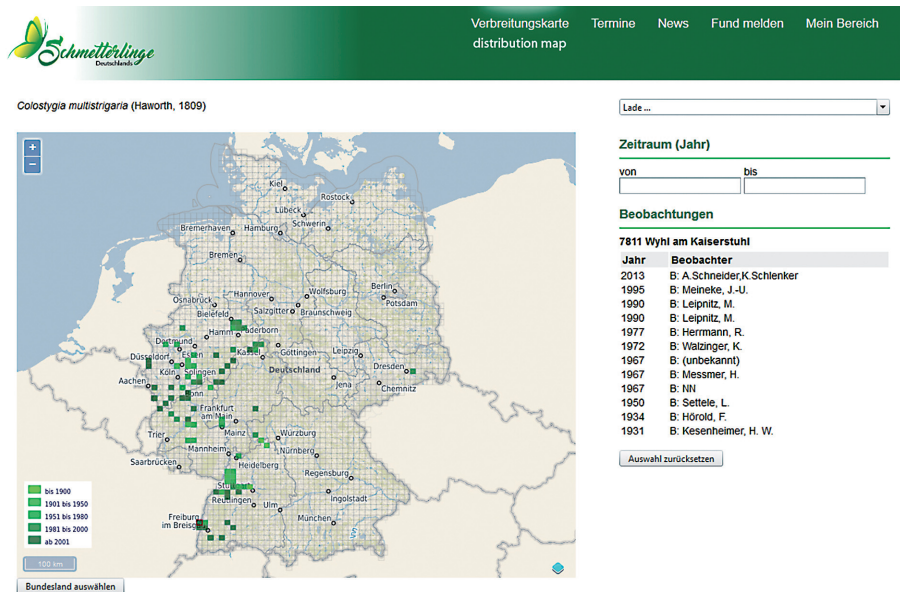 Schmetterlinge
Deutschlands
Verbreitungskarte Termine News Fund melden Mein Bereich
distribution map
Colostygia multistrigaria (Haworth, 1809)
Lade ...
Zeitraum (Jahr)
von bis
Beobachtungen
7811 Wyhl am Kaiserstuhl
Jahr Beobachter
2013 B: A.Schneider,K.Schlenker
1995 B: Meineke, J.-U.
1990 B: Leipnitz, M.
1990 B: Leipnitz, M.
1977 B: Herrmann, R.
1972 B: Walzinger, K.
1967 B: (unbekannt)
1967 B: Messmer, H.
1967 B: NN
1950 B: Settele, L.
1934 B: Hörold, F.
1931 B: Kesenheimer, H. W.
Auswahl zurücksetzen
+
−
Kiel
Rostock
Lübeck
Schwerin
Bremerhaven Hamburg
Bremen
Berlin
Wolfsburg
Hannover
Potsdam
Osnabrück
Salzgitter Braunschweig
Bielefeld
Hamm
Dortmund
Essen
Kassel Göttingen Leipzig
Düsseldorf
Solingen
Köln
Deutschland
Dresden
Aachen
Jena Chemnitz
Frankfurt
am Main
Trier Mainz Würzburg
Mannheim Nürnberg
Saarbrücken Heidelberg
Regensburg
Reutlingen Ulm Ingolstadt
Freiburg München
im Breisg
bis 1900
1901 bis 1950
1951 bis 1980
1981 bis 2000
ab 2001
100 km
Bundesland auswählen